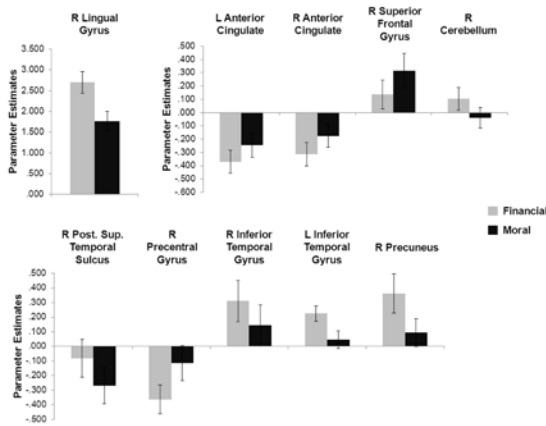 R Lingual
Gyrus
L Anterior
Cingulate
R Anterior
Cingulate
R Superior
Frontal
Gyrus
R
Cerebellum
Parameter Estimates
3.500
3.000
2.500
2.000
1.500
1.000
.500
.000
Parameter Estimates
.500
.400
.300
.200
.100
.000
-.100
-.200
-.300
-.400
-.500
-.600
Financial
Moral
R Post. Sup.
Temporal
Sulcus
R
Precentral
Gyrus
R Inferior
Temporal
Gyrus
L Inferior
Temporal
Gyrus
R Precuneus
Parameter Estimates
.500
.400
.300
.200
.100
.000
-.100
-.200
-.300
-.400
-.500